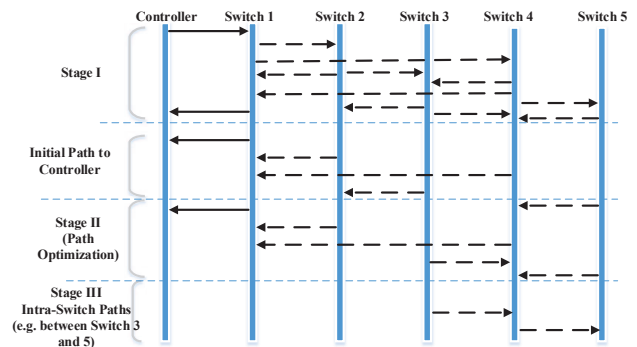 Controller Switch 1 Switch 2 Switch 3 Switch 4 Switch 5
Stage I
Initial Path to
Controller
Stage II
(Path
Optimization)
Stage III
Intra-Switch Paths
(e.g. between Switch 3
and 5)